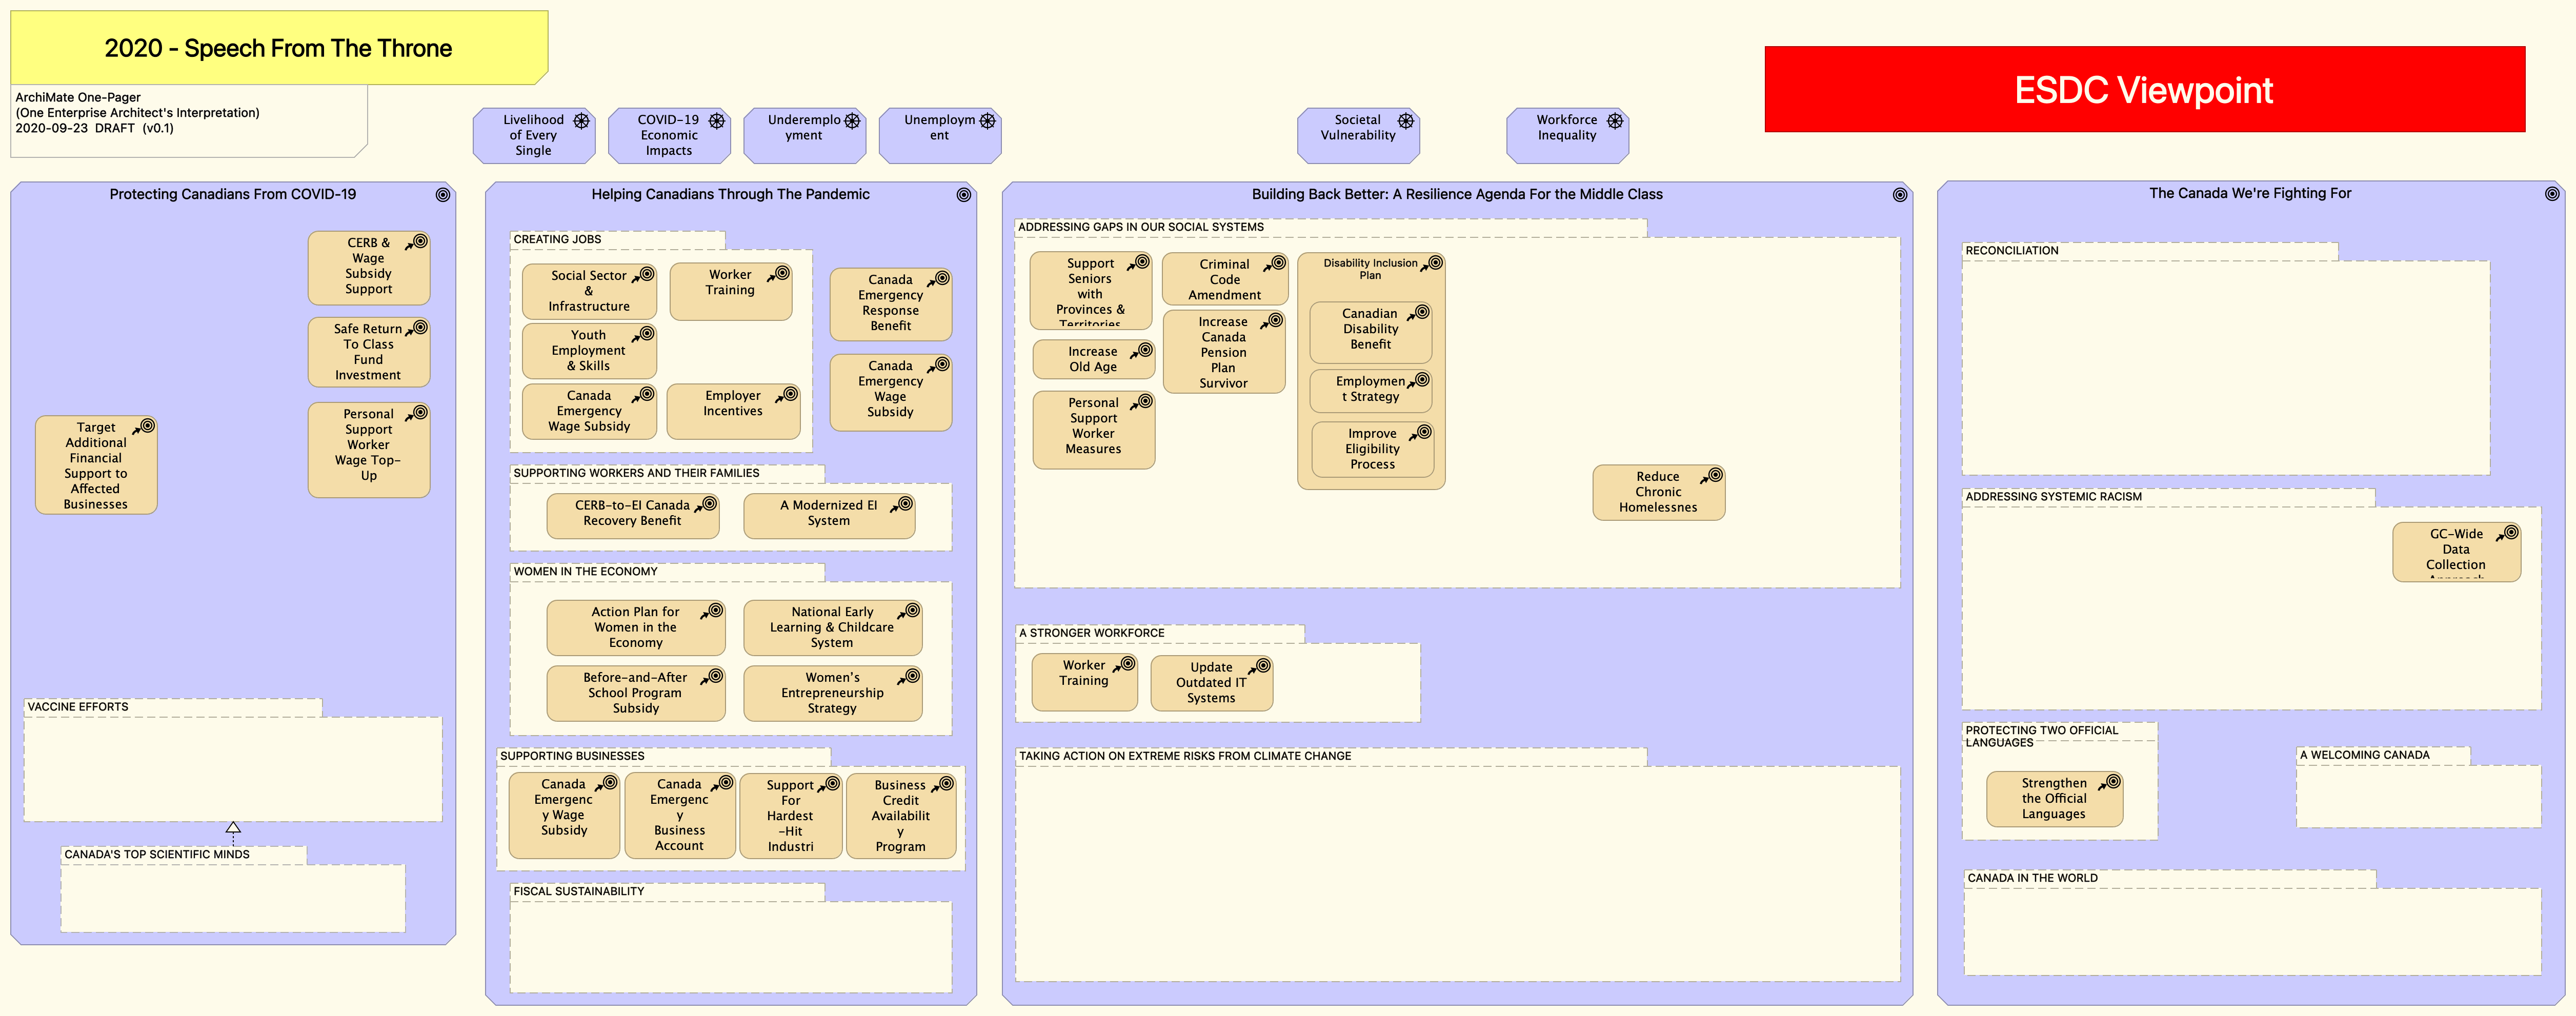 2020 - Speech From The Throne
ArchiMate One-Pager
(One Enterprise Architect's Interpretation)
2020-09-23  DRAFT  (v0.1)
ESDC Viewpoint
Livelihood
of Every
Single
COVID-19
Economic
Impacts
Underemplo
yment
Unemploym
ent
Societal
Vulnerability
Workforce
Inequality
Protecting Canadians From COVID-19
CERB &
Wage
Subsidy
Support
Safe Return
To Class
Fund
Investment
Target
Additional
Financial
Support to
Affected
Businesses
Personal
Support
Worker
Wage Top-
Up
VACCINE EFFORTS
CANADA'S TOP SCIENTIFIC MINDS
Helping Canadians Through The Pandemic
CREATING JOBS
Social Sector
&
Infrastructure
Worker
Training
Youth
Employment
& Skills
Canada
Emergency
Wage Subsidy
Employer
Incentives
Canada
Emergency
Response
Benefit
Canada
Emergency
Wage
Subsidy
SUPPORTING WORKERS AND THEIR FAMILIES
CERB-to-EI Canada
Recovery Benefit
A Modernized EI
System
WOMEN IN THE ECONOMY
Action Plan for
Women in the
Economy
National Early
Learning & Childcare
System
Before-and-After
School Program
Subsidy
Women's
Entrepreneurship
Strategy
SUPPORTING BUSINESSES
Canada
Emergenc
y Wage
Subsidy
Canada
Emergenc
y
Business
Account
Support
For
Hardest
-Hit
Industri
Business
Credit
Availabilit
y
Program
FISCAL SUSTAINABILITY
Building Back Better: A Resilience Agenda For the Middle Class
ADDRESSING GAPS IN OUR SOCIAL SYSTEMS
Support
Seniors
with
Provinces &
Territories
Criminal
Code
Amendment
Disability Inclusion
Plan
Canadian
Disability
Benefit
Employmen
t Strategy
Improve
Eligibility
Process
Increase
Old Age
Increase
Canada
Pension
Plan
Survivor
Personal
Support
Worker
Measures
Reduce
Chronic
Homelessnes
A STRONGER WORKFORCE
Worker
Training
Update
Outdated IT
Systems
TAKING ACTION ON EXTREME RISKS FROM CLIMATE CHANGE
The Canada We're Fighting For
RECONCILIATION
ADDRESSING SYSTEMIC RACISM
GC-Wide
Data
Collection
PROTECTING TWO OFFICIAL
LANGUAGES
Strengthen
the Official
Languages
A WELCOMING CANADA
CANADA IN THE WORLD